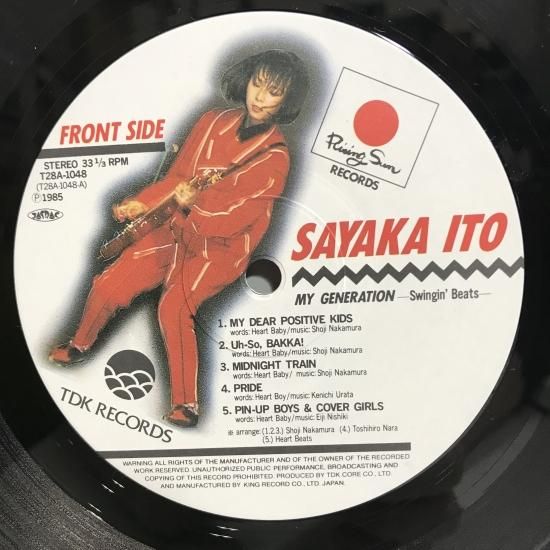 FRONT SIDE
STEREO 33 1/3 RPM
T28A-1048
(T28A-1048-A)
Ⓟ1985
JASRAC
Rising Sun
RECORDS
SAYAKA ITO
MY GENERATION —Swingin' Beats—
1. MY DEAR POSITIVE KIDS
words: Heart Baby/music: Shoji Nakamura
2. Uh-So, BAKKA!
words: Heart Baby/music: Shoji Nakamura
3. MIDNIGHT TRAIN
words: Heart Baby/ music: Shoji Nakamura
4. PRIDE
words: Heart Boy/music: Kenichi Urata
5. PIN-UP BOYS & COVER GIRLS
words: Heart Baby/music: Eiji Nishiki
※ arrange: (1.2.3.) Shoji Nakamura (4.) Toshihiro Nara
(5.) Heart Beats
TDK RECORDS
WARNING ALL RIGHTS OF THE MANUFACTURER AND OF THE OWNER OF THE RECORDED
WORK RESERVED. UNAUTHORIZED PUBLIC PERFORMANCE, BROADCASTING AND
COPYING OF THIS RECORD PROHIBITED. PRODUCED BY TDK CORE CO., LTD.
AND MANUFACTURED BY KING RECORD CO., LTD. JAPAN.